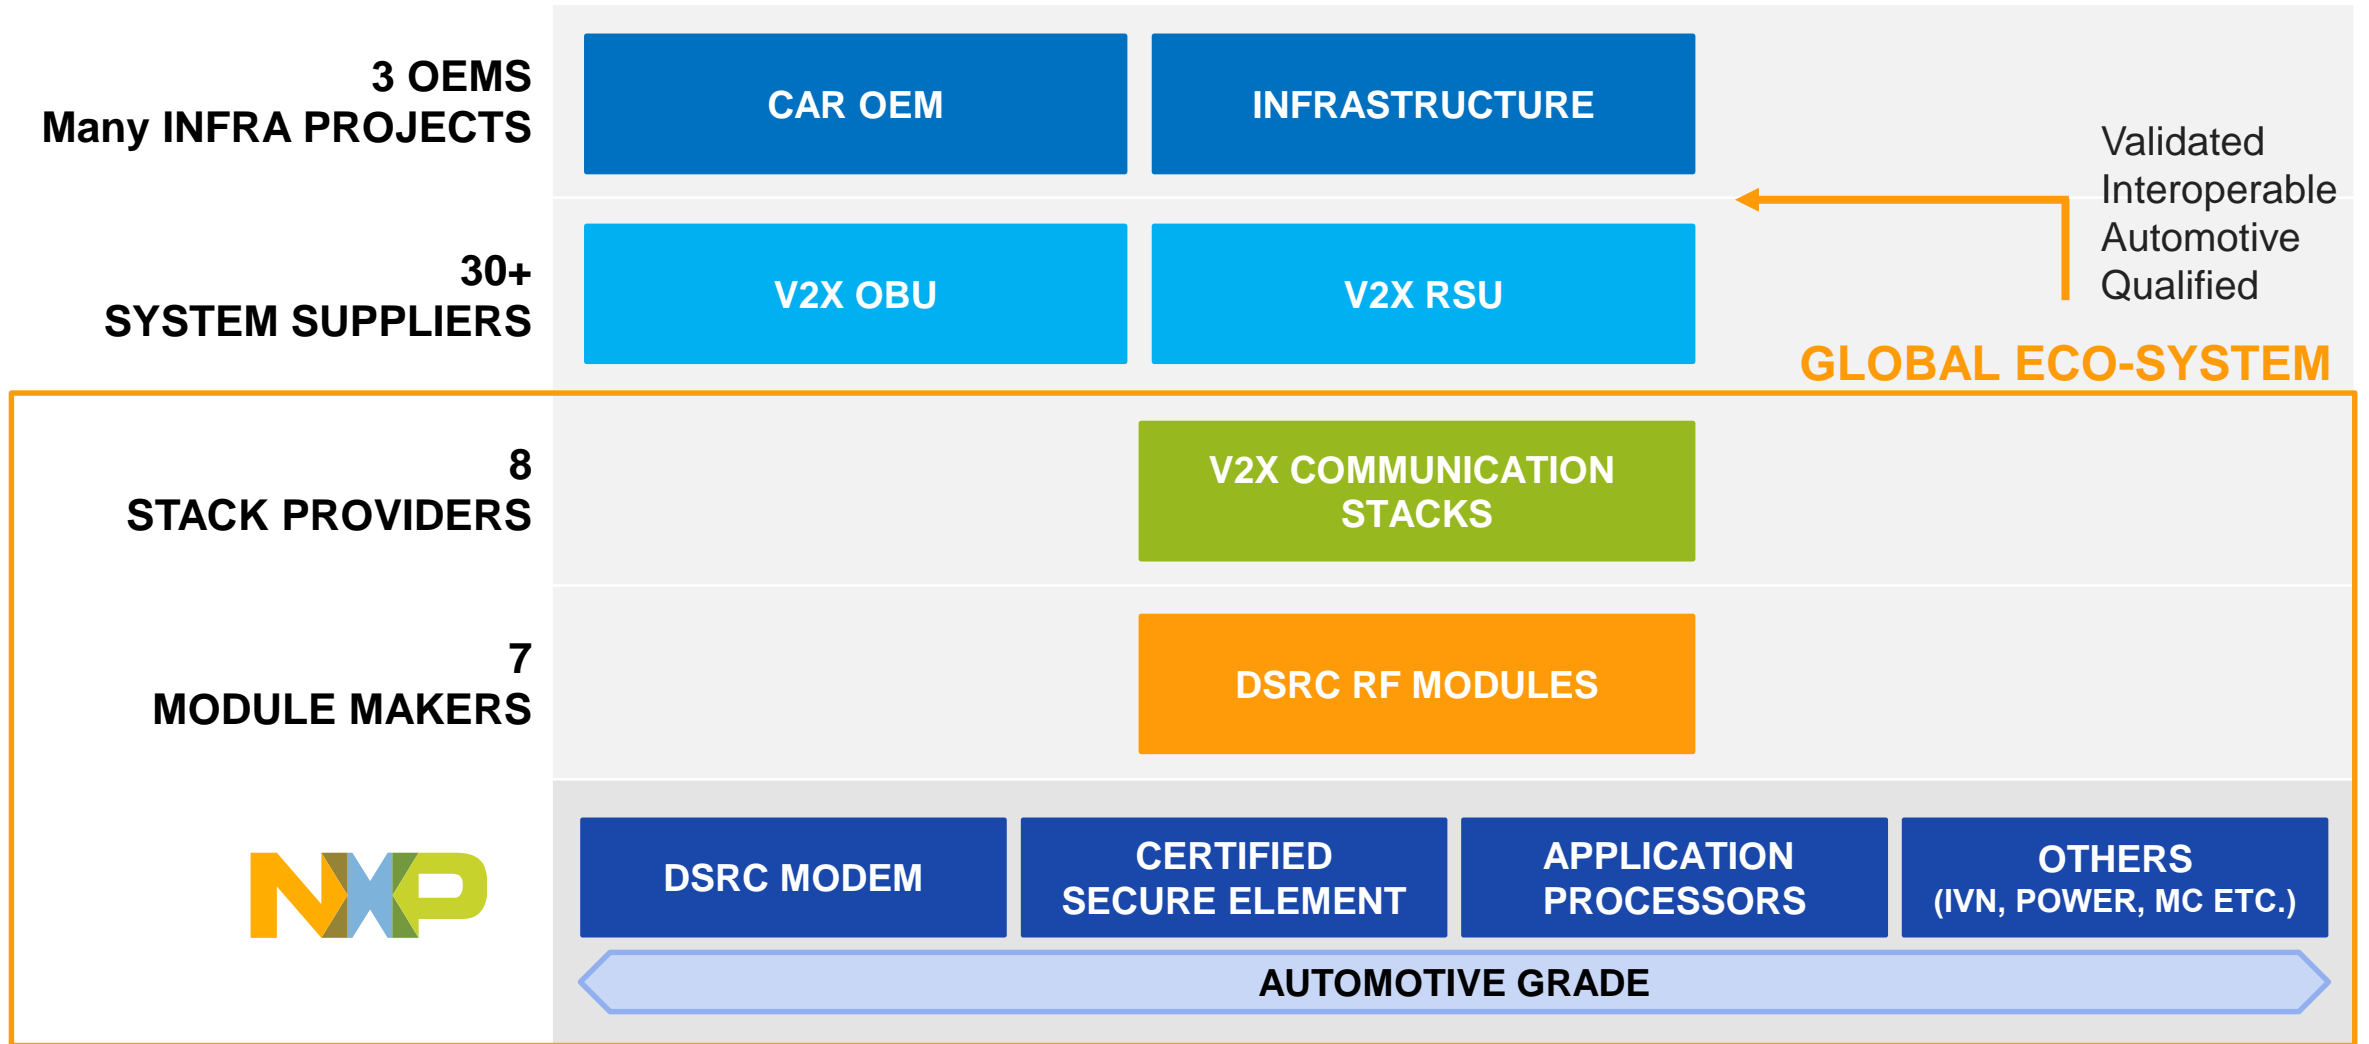 3 OEMS
Many INFRA PROJECTS
CAR OEM
INFRASTRUCTURE
Validated
Interoperable
Automotive
Qualified
30+
SYSTEM SUPPLIERS
V2X OBU
V2X RSU
GLOBAL ECO-SYSTEM
8
STACK PROVIDERS
V2X COMMUNICATION
STACKS
7
MODULE MAKERS
DSRC RF MODULES
NXP
DSRC MODEM
CERTIFIED
SECURE ELEMENT
APPLICATION
PROCESSORS
OTHERS
(IVN, POWER, MC ETC.)
AUTOMOTIVE GRADE